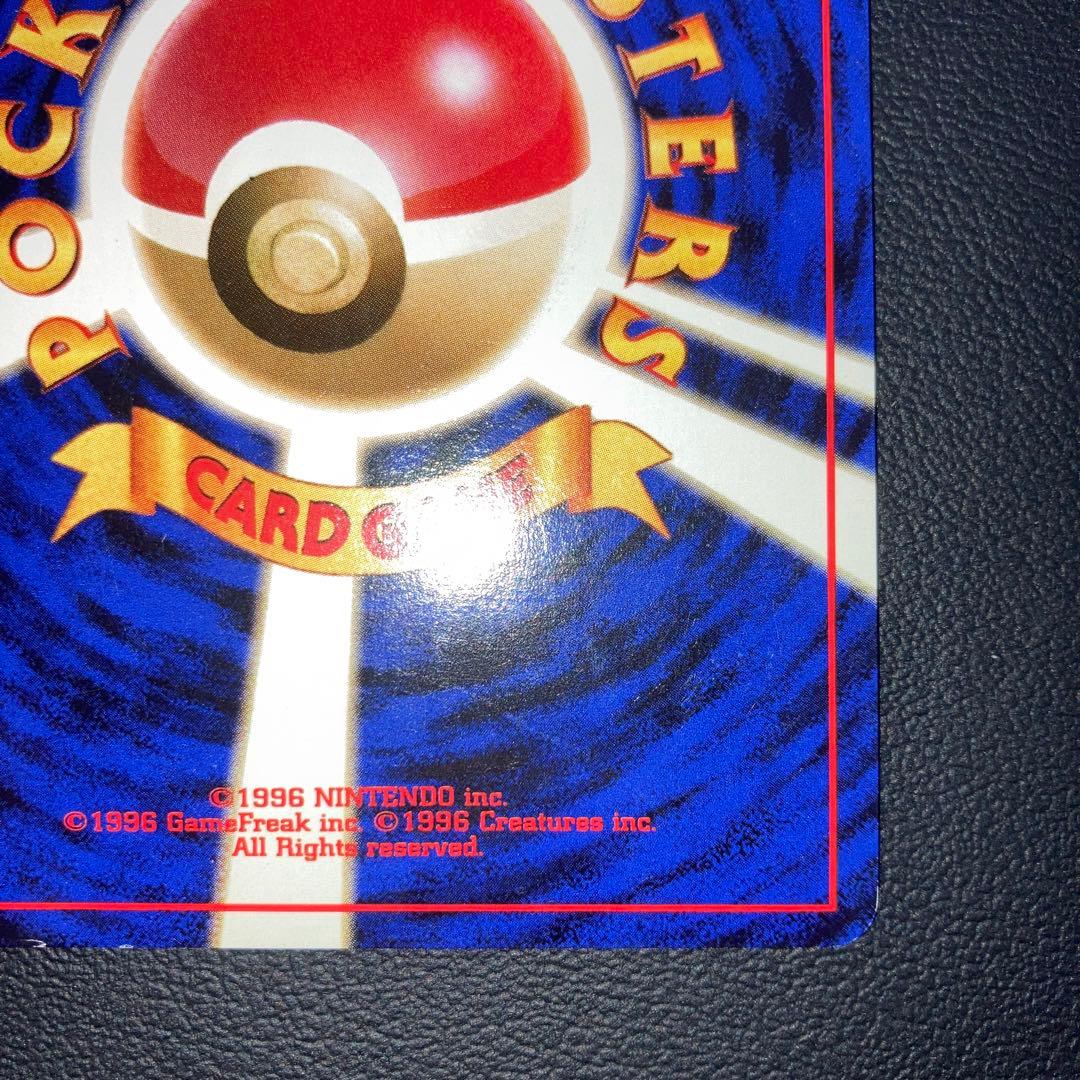 POCK
TERS
CARD
©1996 NINTENDO inc.
©1996 GameFreak inc. ©1996 Creatures inc.
All Rights reserved.